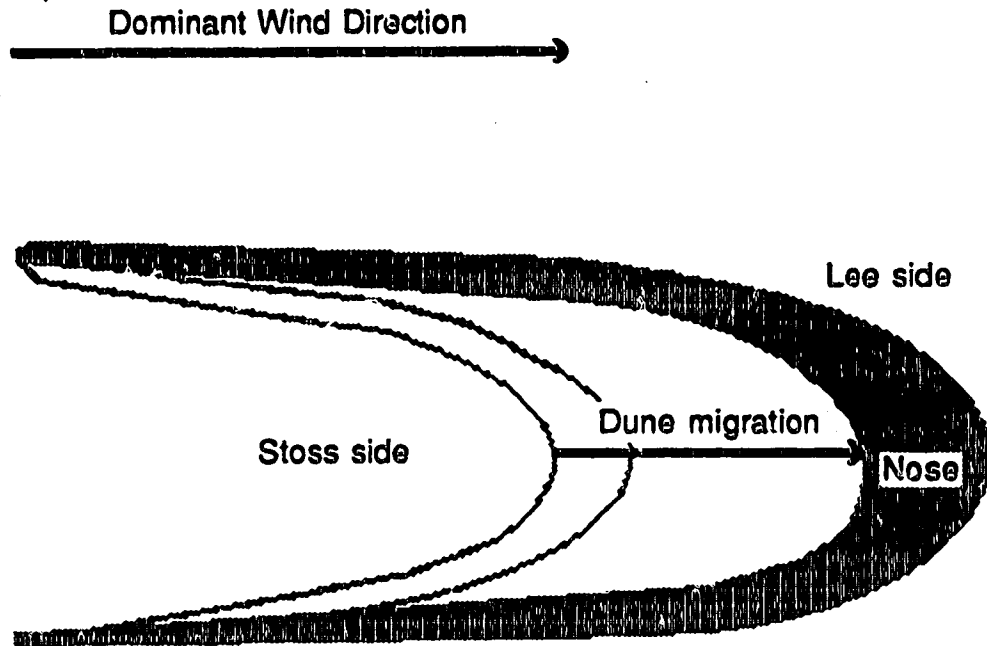 Dominant Wind Direction
Lee side
Dune migration
Stoss side
Nose